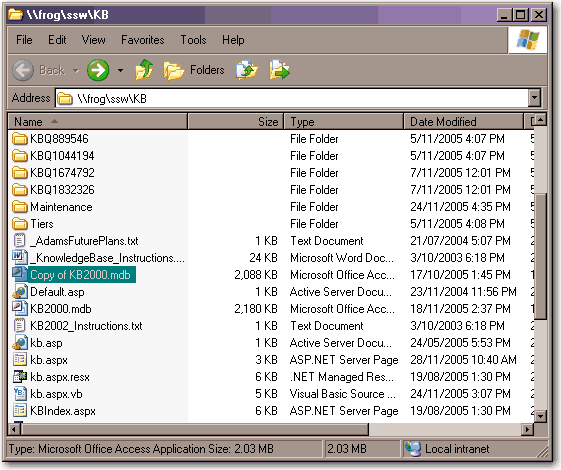 \\frog\ssw\KB
File Edit View Favorites Tools Help
Back Folders
Address \\frog\ssw\KB
Name Size Type Date Modified
KBQ889546 File Folder 5/11/2005 4:07 PM
KBQ1044194 File Folder 5/11/2005 4:07 PM
KBQ1674792 File Folder 7/11/2005 12:01 PM
KBQ1832326 File Folder 7/11/2005 12:01 PM
Maintenance File Folder 24/11/2005 4:35 PM
Tiers File Folder 5/11/2005 4:08 PM
_AdamsFuturePlans.txt 1 KB Text Document 21/07/2004 5:07 PM
_KnowledgeBase_Instructions.... 24 KB Microsoft Word Doc... 3/10/2003 6:18 PM
Copy of KB2000.mdb 2,088 KB Microsoft Office Acc... 17/10/2005 1:45 PM
Default.asp 1 KB Active Server Docu... 23/11/2004 11:56 PM
KB2000.mdb 2,180 KB Microsoft Office Acc... 18/11/2005 2:37 PM
KB2002_Instructions.txt 1 KB Text Document 3/10/2003 6:18 PM
kb.asp 1 KB Active Server Docu... 24/05/2005 5:53 PM
kb.aspx 3 KB ASP.NET Server Page 28/11/2005 10:40 AM
kb.aspx.resx 6 KB .NET Managed Res... 19/08/2005 1:30 PM
kb.aspx.vb 6 KB Visual Basic Source ... 20/09/2005 2:40 PM
KBIndex.aspx 6 KB ASP.NET Server Page 19/08/2005 1:30 PM
Type: Microsoft Office Access Application Size: 2.03 MB 2.03 MB Local intranet